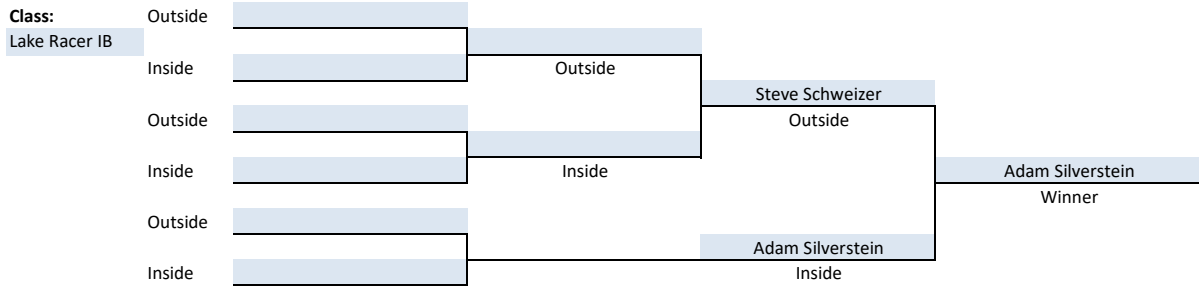 Class:
Outside
Lake Racer IB
Inside
Outside
Outside
Steve Schweizer
Outside
Inside
Inside
Adam Silverstein
Winner
Outside
Adam Silverstein
Inside
Inside